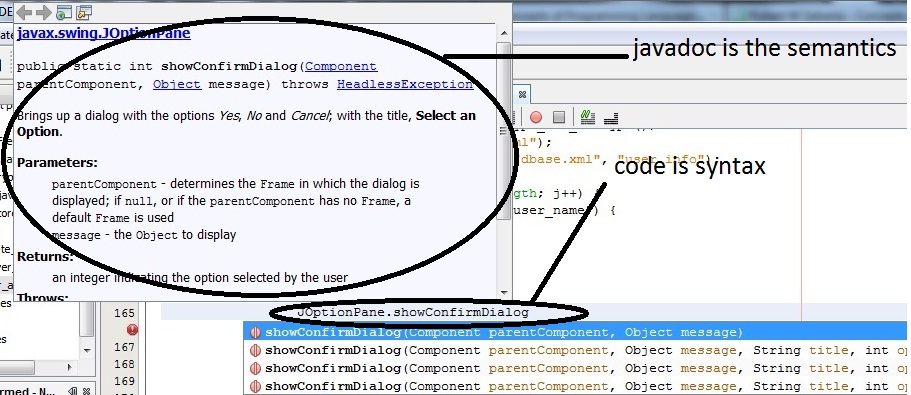 javax.swing.JOptionPane
public static int showConfirmDialog(Component
parentComponent, Object message) throws HeadlessException
Brings up a dialog with the options Yes, No and Cancel; with the title, Select an
Option.
Parameters:
parentComponent - determines the Frame in which the dialog is
displayed; if null, or if the parentComponent has no Frame, a
default Frame is used
message - the Object to display
Returns:
an integer indicating the option selected by the user
Throws:
javadoc is the semantics
dbase.xml", "user_info")
code is syntax
gth; j++) {
user_name)) {
165 JOptionPane.showConfirmDialog
showConfirmDialog(Component parentComponent, Object message)
167 showConfirmDialog(Component parentComponent, Object message, String title, int op
168 showConfirmDialog(Component parentComponent, Object message, String title, int op
169 showConfirmDialog(Component parentComponent, Object message, String title, int op